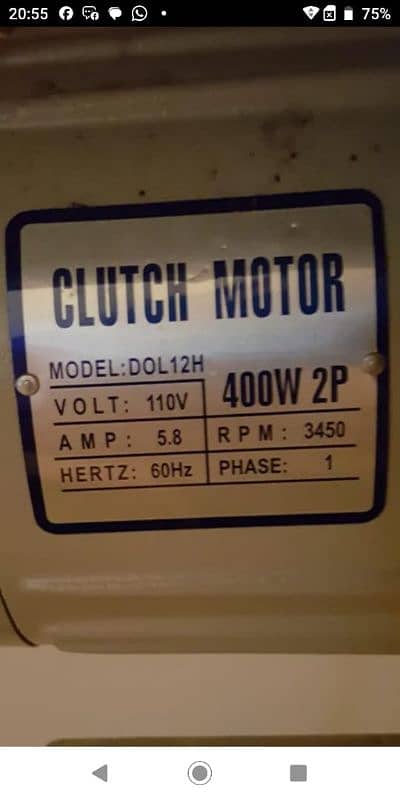 20:55 75%
CLUTCH MOTOR
MODEL:DOL12H
400W 2P
VOLT: 110V
AMP: 5.8 RPM: 3450
HERTZ: 60Hz PHASE: 1